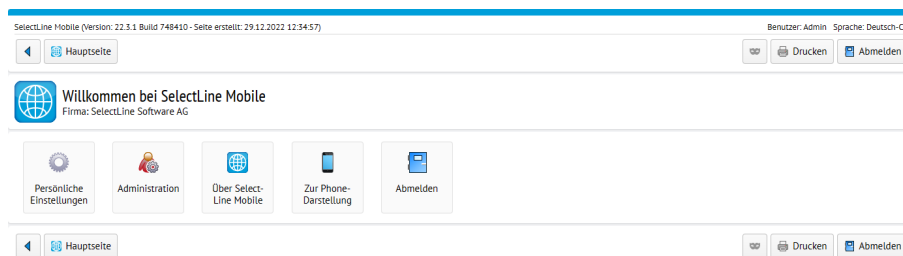 SelectLine Mobile (Version: 22.3.1 Build 748410 - Seite erstellt: 29.12.2022 12:34:57)
Benutzer: Admin Sprache: Deutsch-C
Hauptseite
Drucken
Abmelden
Willkommen bei SelectLine Mobile
Firma: SelectLine Software AG
Persönliche
Einstellungen
Administration
Über Select-
Line Mobile
Zur Phone-
Darstellung
Abmelden
Hauptseite
Drucken
Abmelden